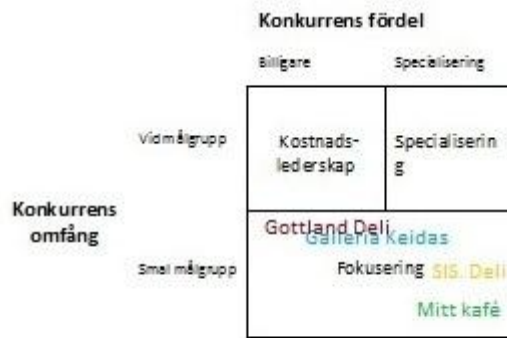 Konkurrens fördel
Billigare
Specialisering
Vid målgrupp
Kostnads-
lederskap
Specialiserin
g
Konkurrens
omfång
Gottland Deli
Galleria Keidas
Smal målgrupp
Fokusering
SIS. Deli
Mitt kafé